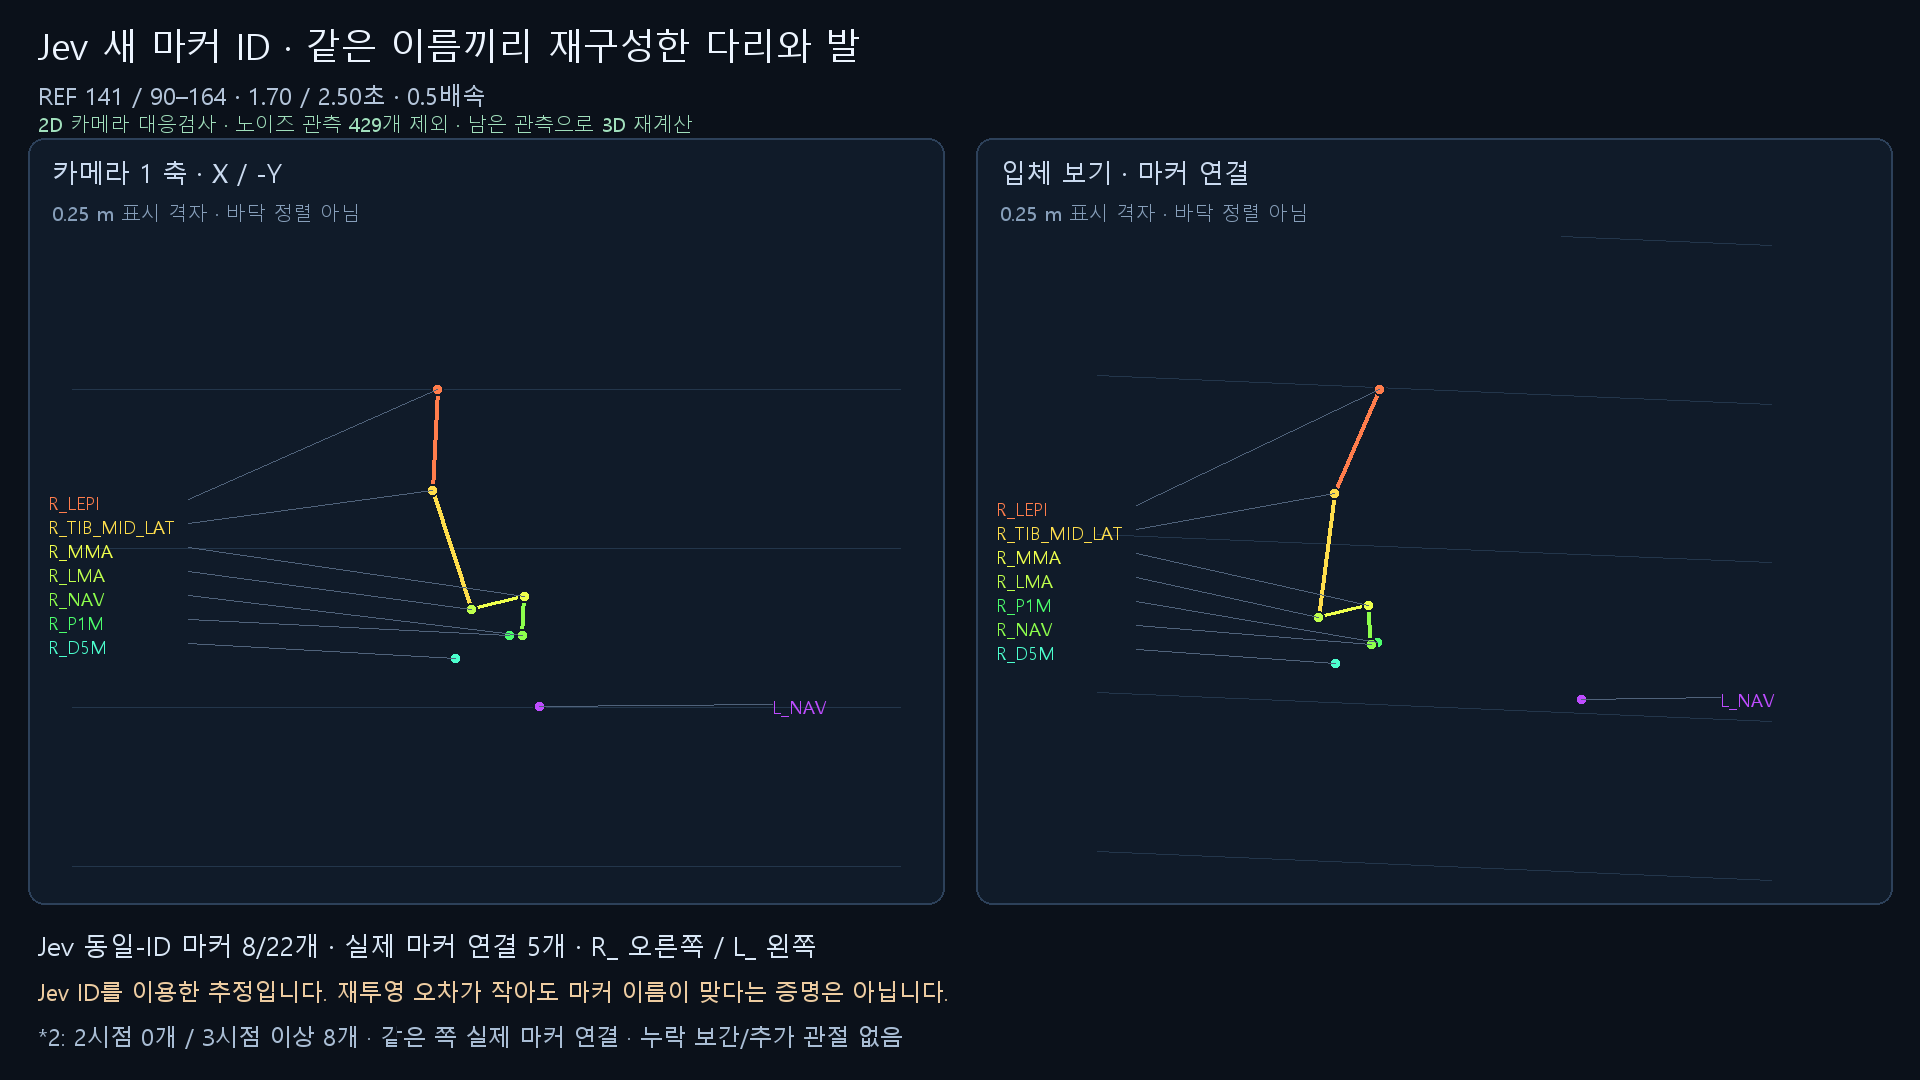 Jev 새 마커 ID · 같은 이름끼리 재구성한 다리와 발
REF 141 / 90–164 · 1.70 / 2.50초 · 0.5배속
2D 카메라 대응검사 · 노이즈 관측 429개 제외 · 남은 관측으로 3D 재계산
카메라 1 축 · X / -Y
0.25 m 표시 격자 · 바닥 정렬 아님
R_LEPI
R_TIB_MID_LAT
R_MMA
R_LMA
R_NAV
R_P1M
R_D5M
L_NAV
입체 보기 · 마커 연결
0.25 m 표시 격자 · 바닥 정렬 아님
R_LEPI
R_TIB_MID_LAT
R_MMA
R_LMA
R_P1M
R_NAV
R_D5M
L_NAV
Jev 동일-ID 마커 8/22개 · 실제 마커 연결 5개 · R_ 오른쪽 / L_ 왼쪽
Jev ID를 이용한 추정입니다. 재투영 오차가 작아도 마커 이름이 맞다는 증명은 아닙니다.
*2: 2시점 0개 / 3시점 이상 8개 · 같은 쪽 실제 마커 연결 · 누락 보간/추가 관절 없음